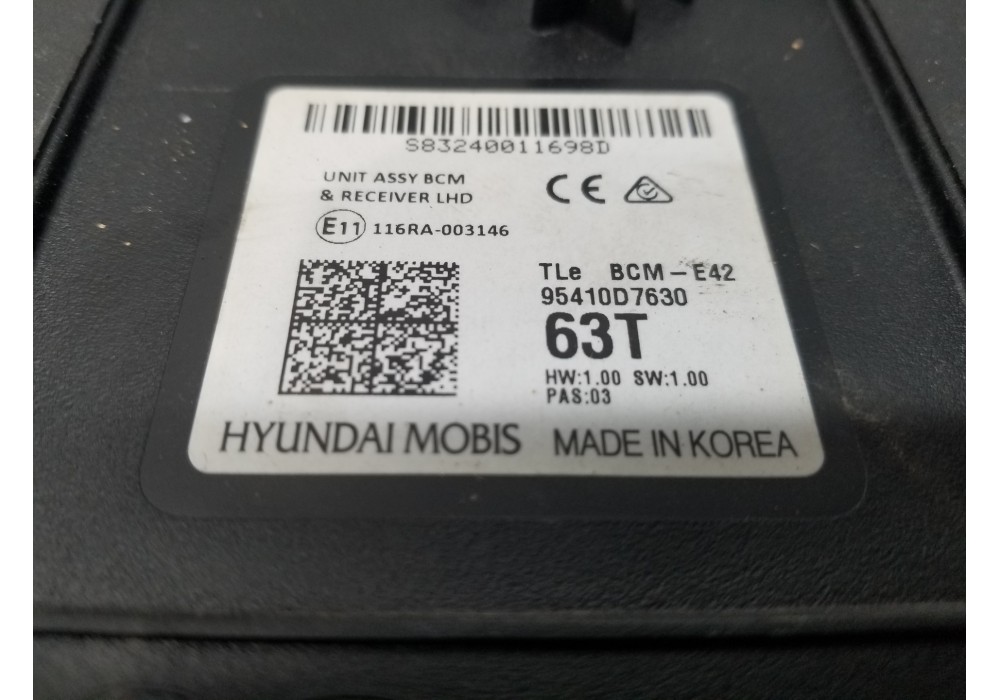 S83240011698D
UNIT ASSY BCM
& RECEIVER LHD
CE
E11 116RA-003146
TLe BCM-E42
95410D7630
63T
HW:1.00 SW:1.00
PAS:03
HYUNDAI MOBIS MADE IN KOREA